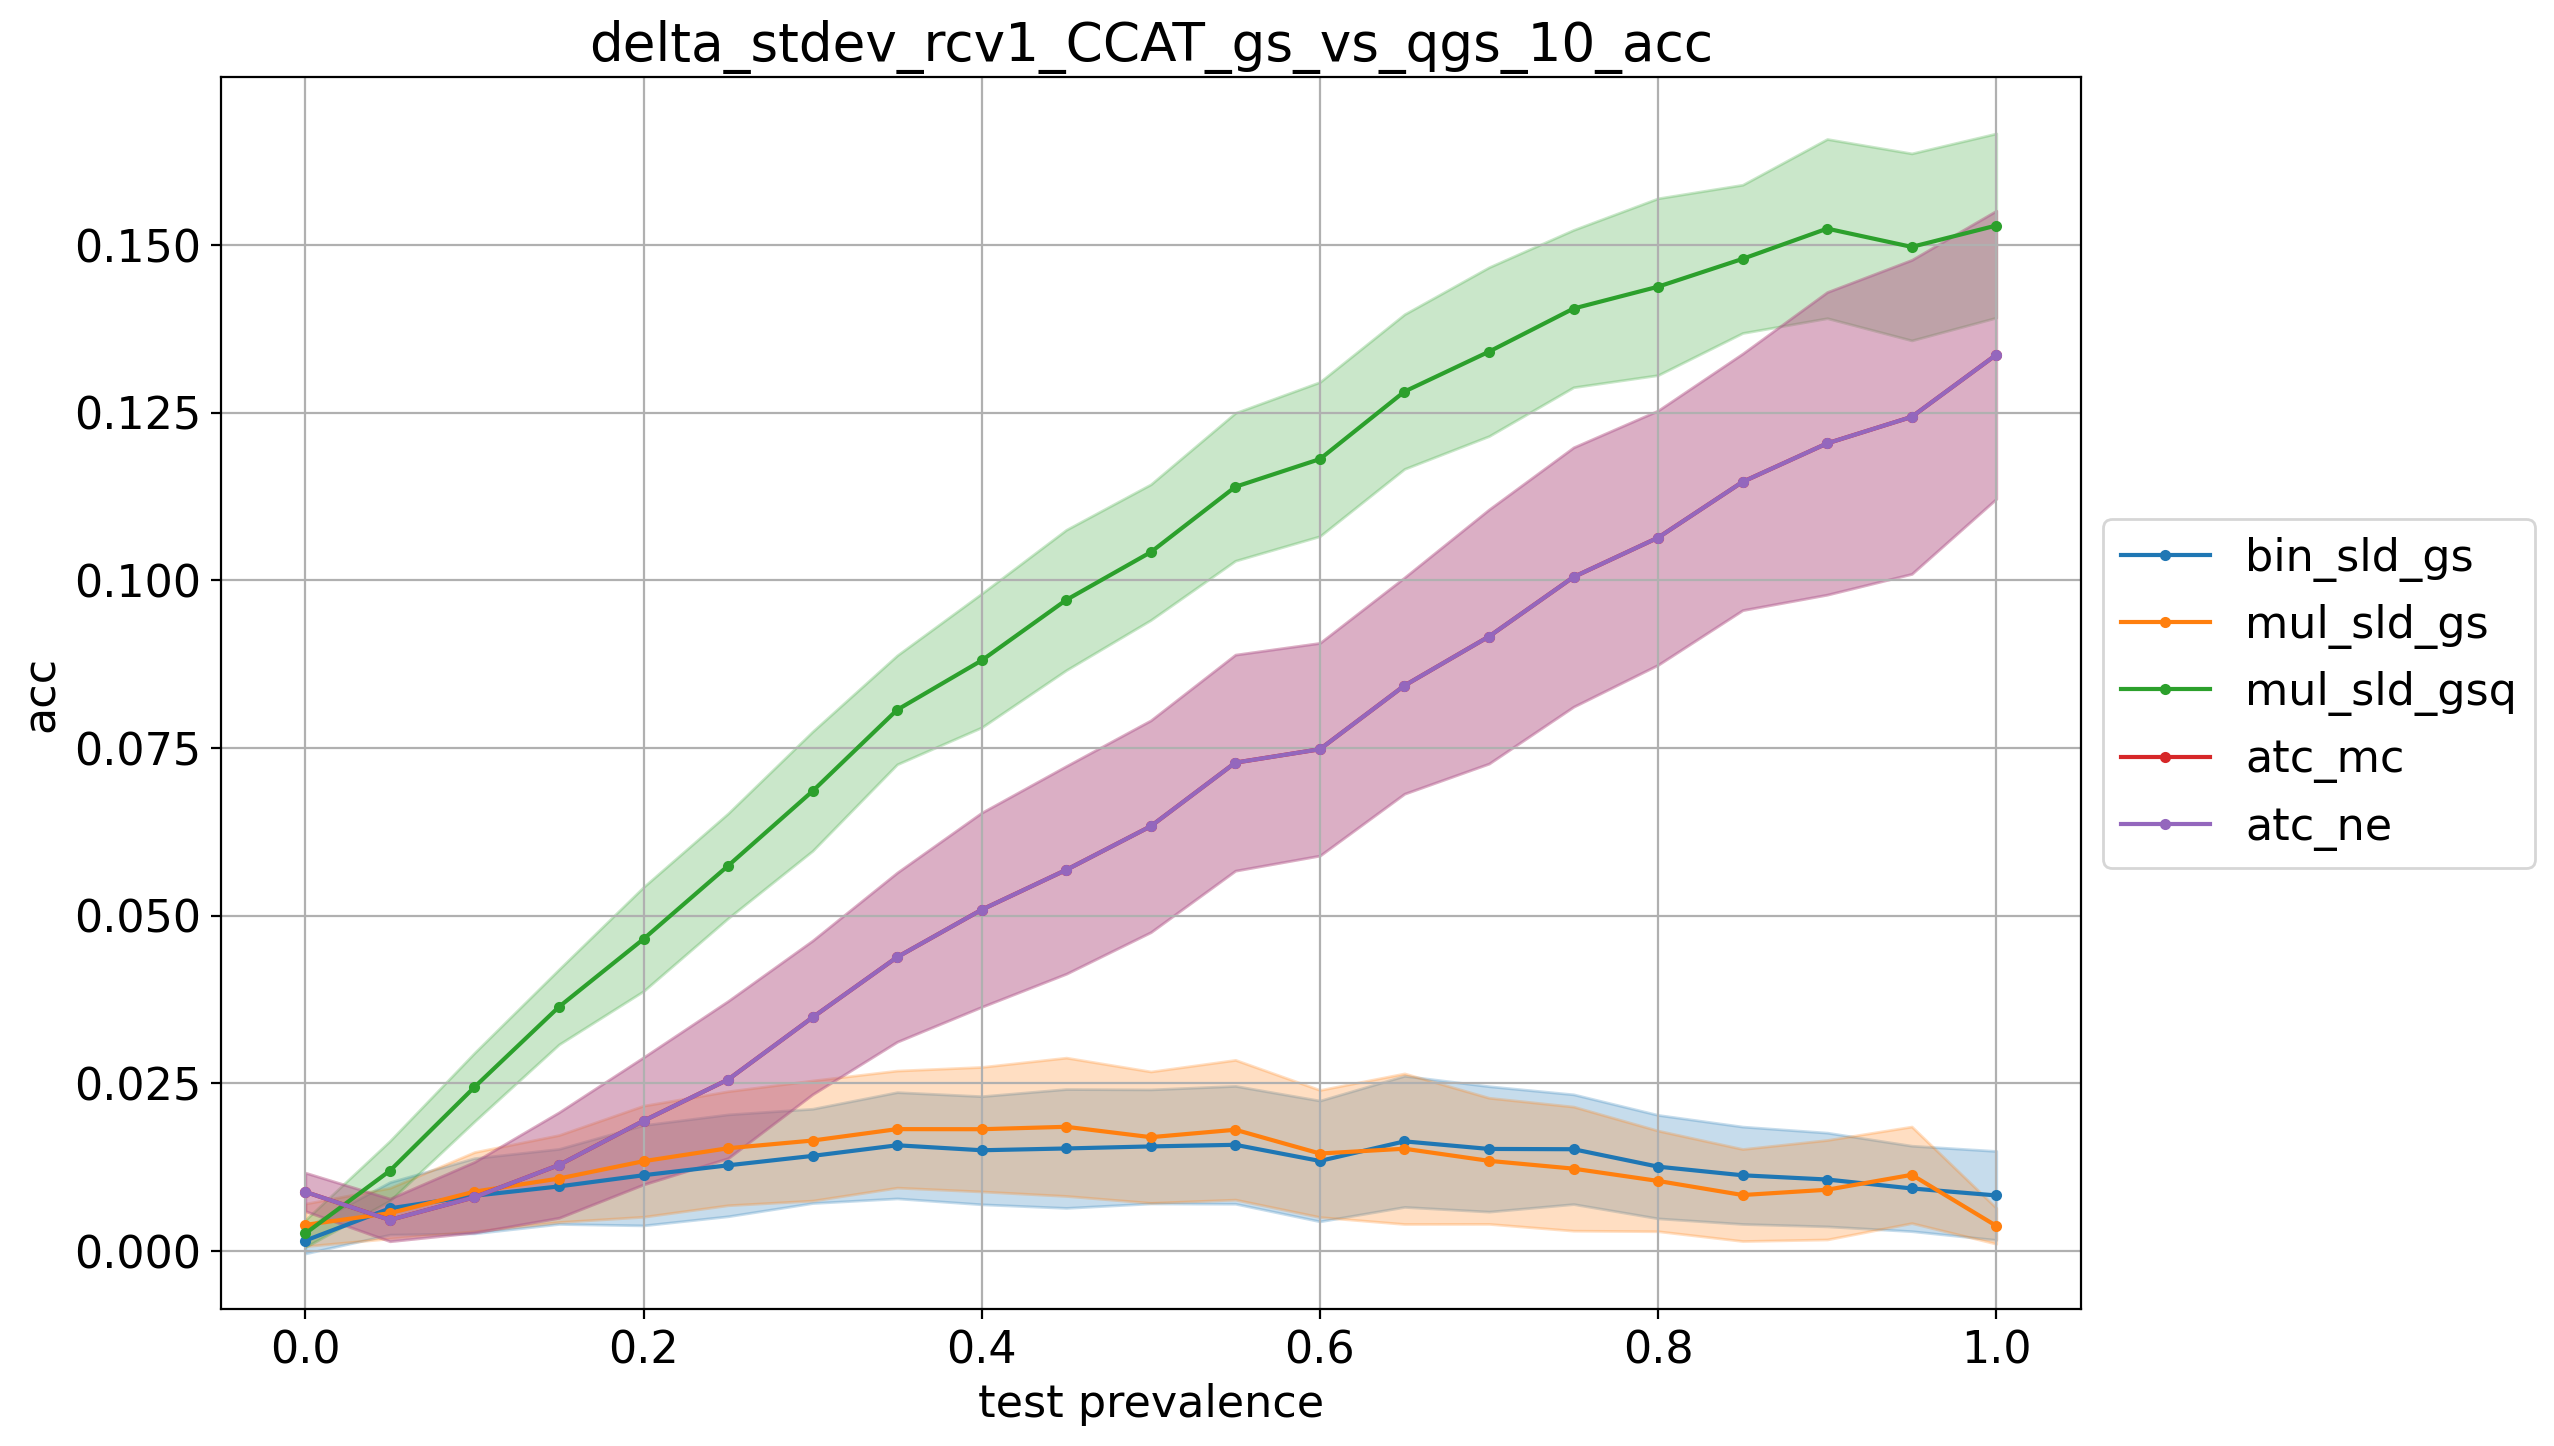 delta_stdev_rcv1_CCAT_gs_vs_qgs_10_acc
acc
0.150
0.125
0.100
0.075
0.050
0.025
0.000
0.0 0.2 0.4 0.6 0.8 1.0
test prevalence
bin_sld_gs
mul_sld_gs
mul_sld_gsq
atc_mc
atc_ne